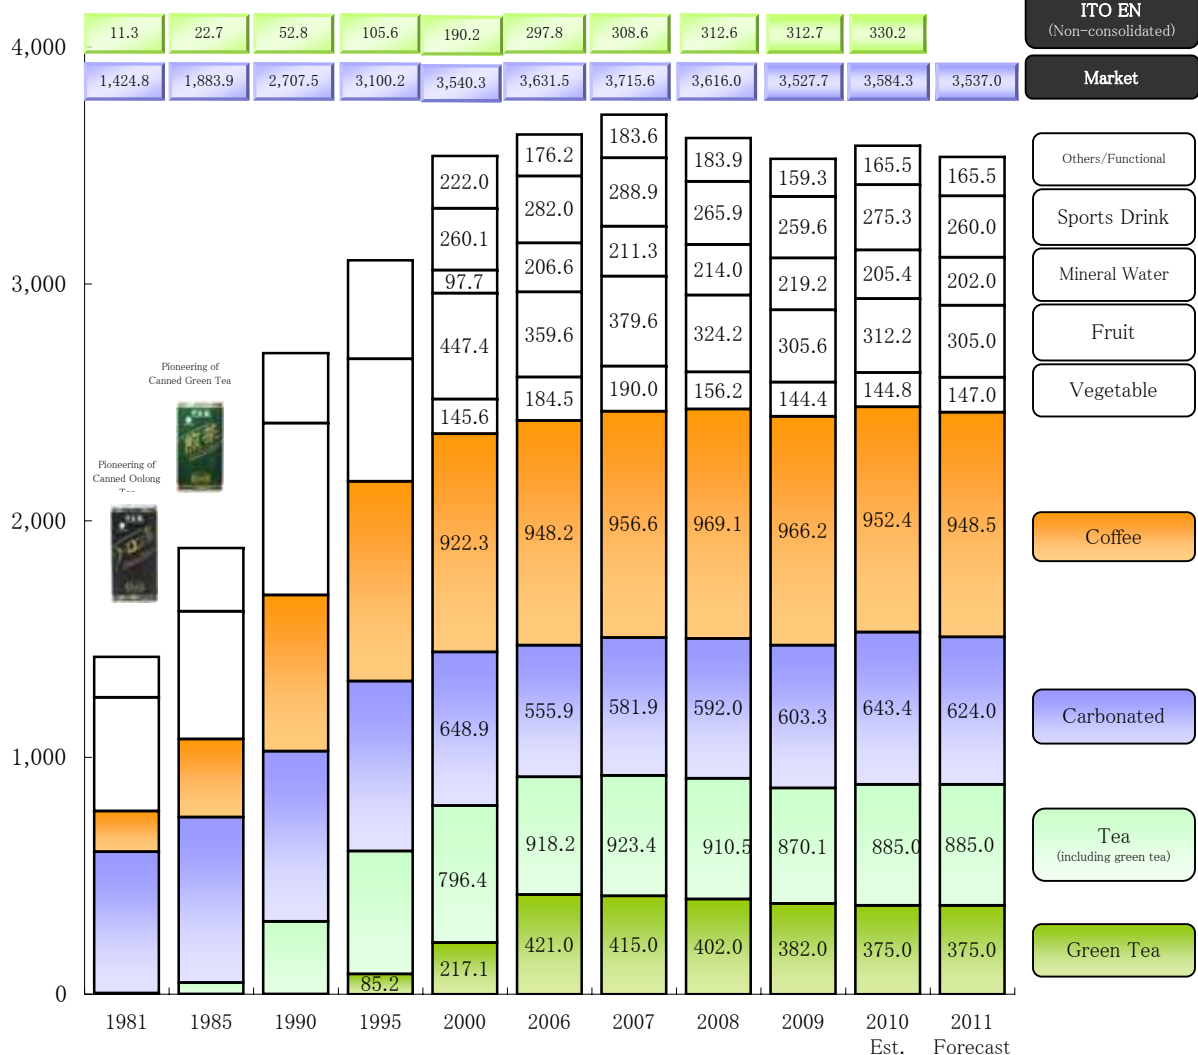 ITO EN
(Non-consolidated)
11.3 22.7 52.8 105.6 190.2 297.8 308.6 312.6 312.7 330.2
4,000
1,424.8 1,883.9 2,707.5 3,100.2 3,540.3 3,631.5 3,715.6 3,616.0 3,527.7 3,584.3 3,537.0 Market
222.0 176.2 183.6 183.9 159.3 165.5 165.5 Others/Functional
260.1 282.0 288.9 265.9 259.6 275.3 260.0 Sports Drink
97.7 206.6 211.3 214.0 219.2 205.4 202.0 Mineral Water
3,000
447.4 359.6 379.6 324.2 305.6 312.2 305.0 Fruit
145.6 184.5 190.0 156.2 144.4 144.8 147.0 Vegetable
Pioneering of
Canned Green Tea
Pioneering of
Canned Oolong
2,000
922.3 948.2 956.6 969.1 966.2 952.4 948.5 Coffee
1,000
648.9 555.9 581.9 592.0 603.3 643.4 624.0 Carbonated
796.4 918.2 923.4 910.5 870.1 885.0 885.0 Tea
(including green tea)
85.2 217.1 421.0 415.0 402.0 382.0 375.0 375.0 Green Tea
0
1981 1985 1990 1995 2000 2006 2007 2008 2009 2010 2011
Est. Forecast